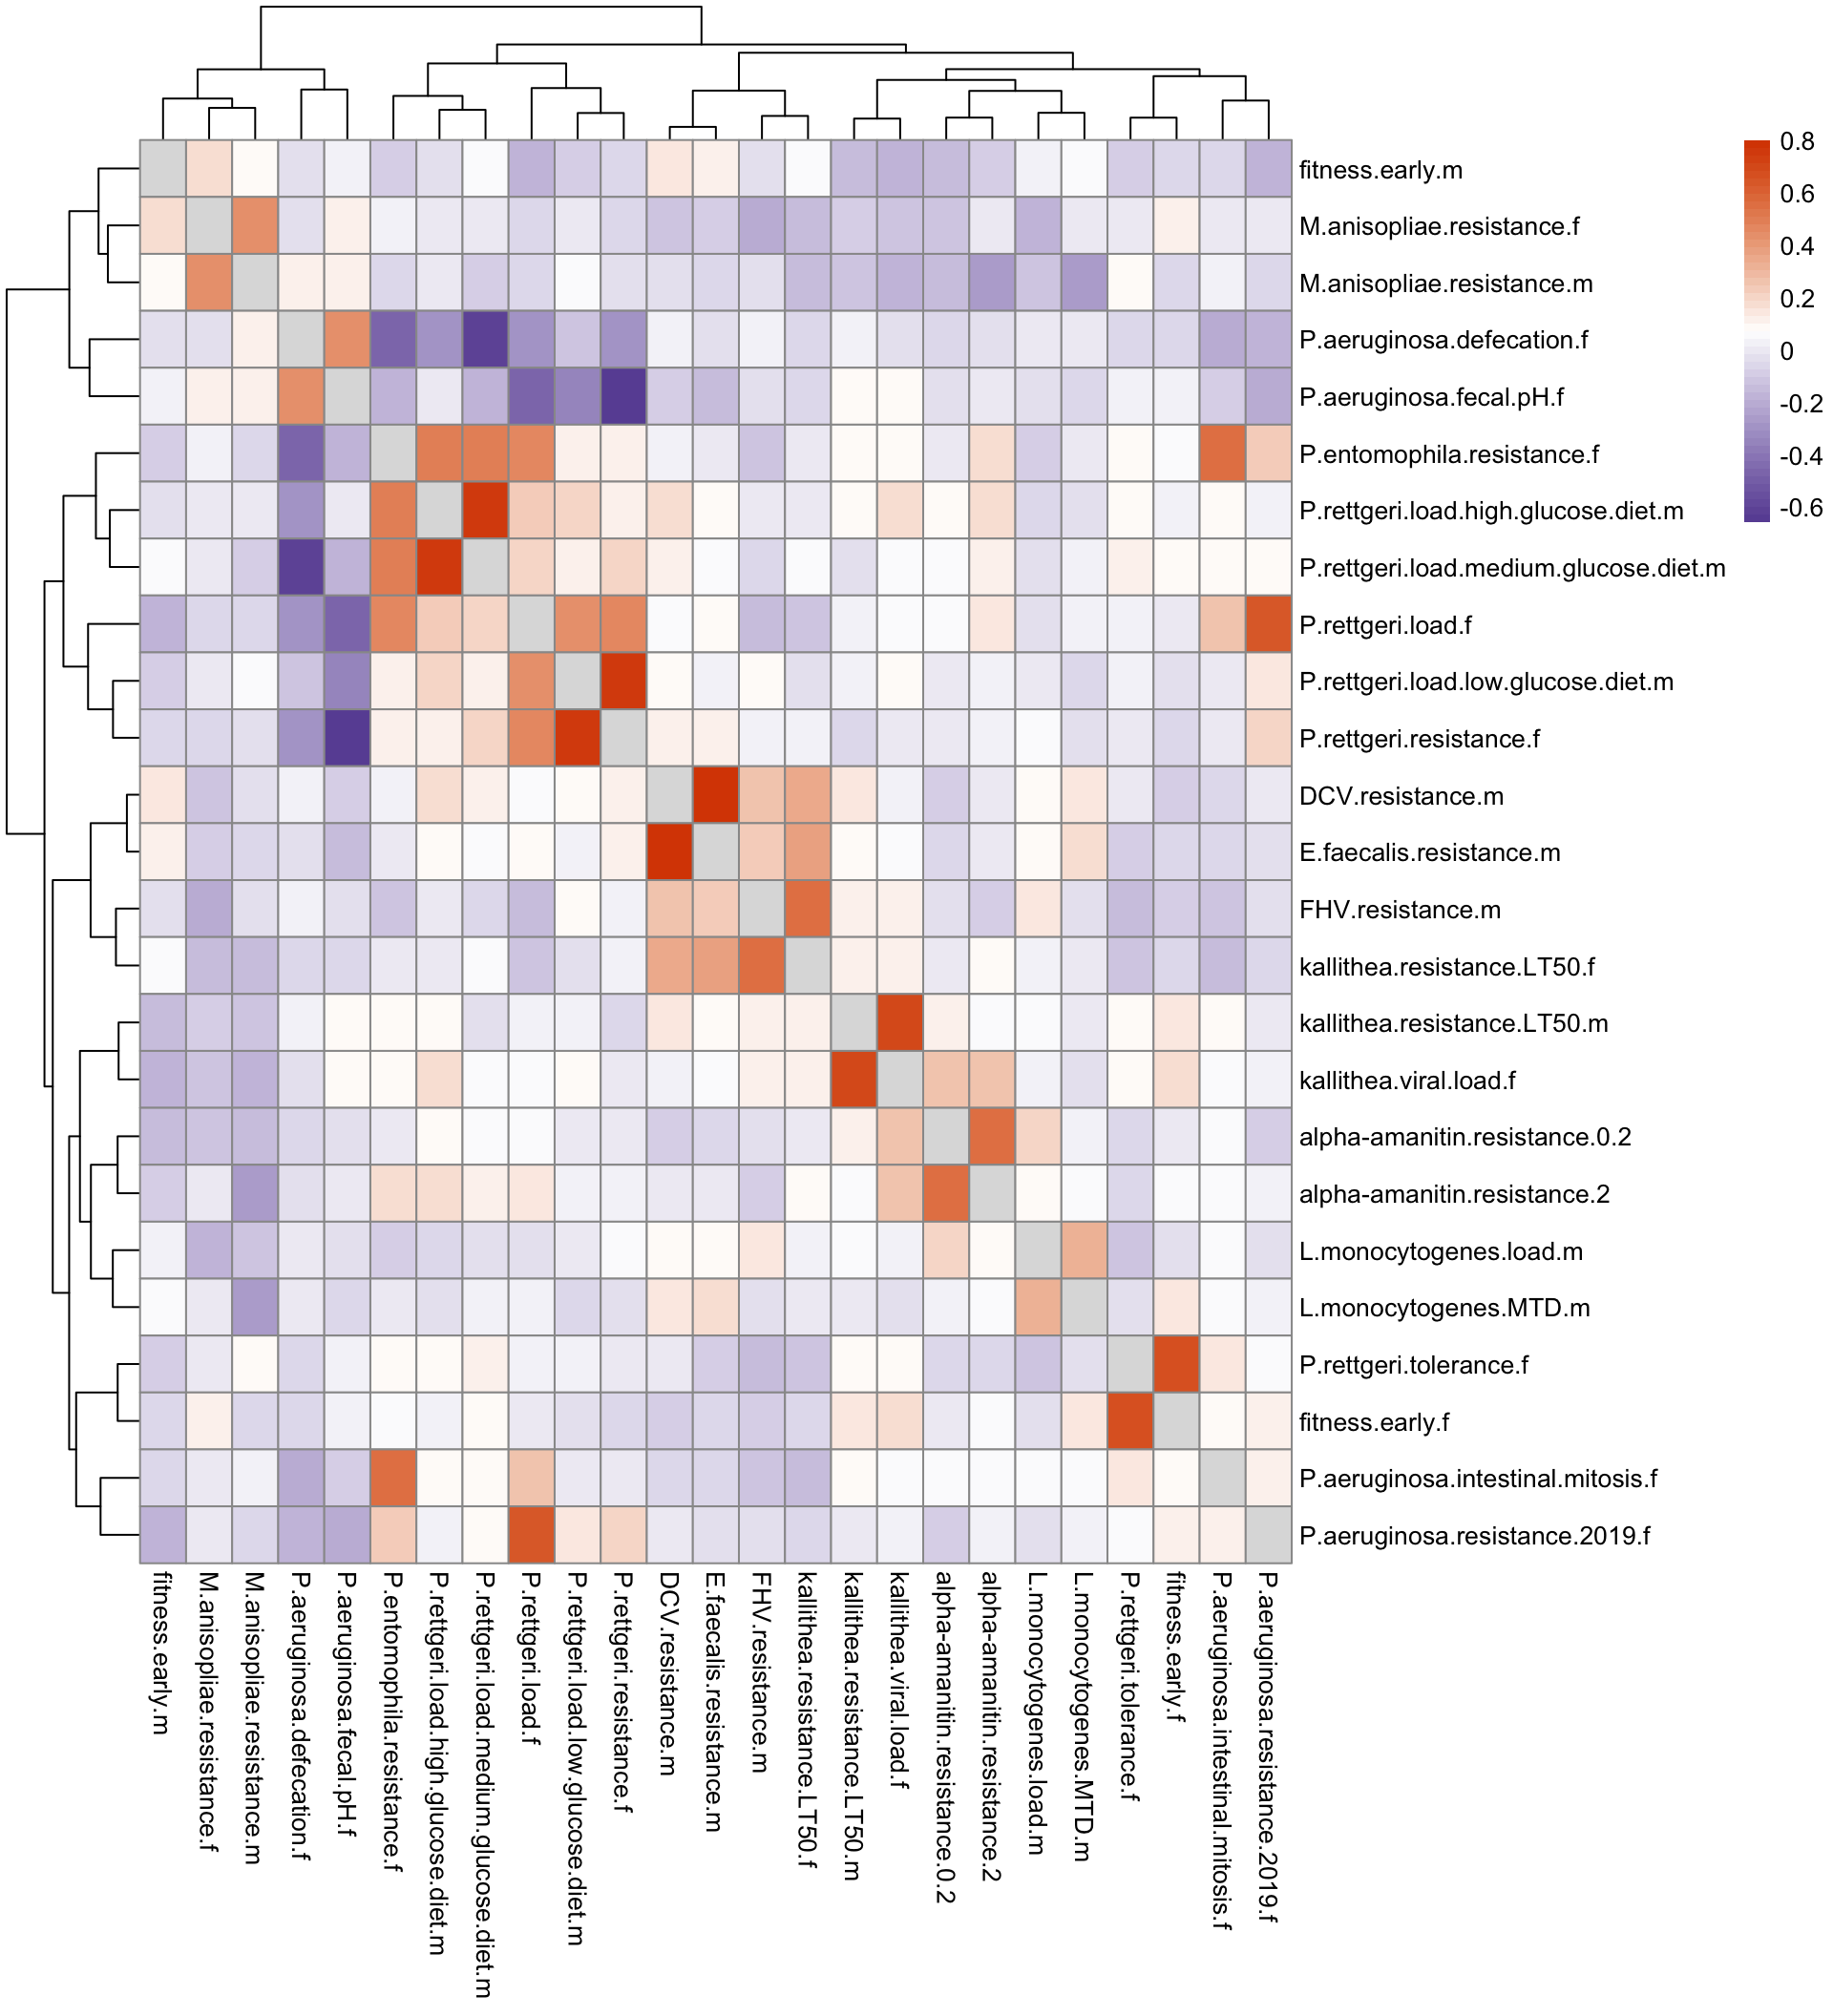 0.8
0.6
0.4
0.2
0
-0.2
-0.4
-0.6
fitness.early.m
M.anisopliae.resistance.f
M.anisopliae.resistance.m
P.aeruginosa.defecation.f
P.aeruginosa.fecal.pH.f
P.entomophila.resistance.f
P.rettgeri.load.high.glucose.diet.m
P.rettgeri.load.medium.glucose.diet.m
P.rettgeri.load.f
P.rettgeri.load.low.glucose.diet.m
P.rettgeri.resistance.f
DCV.resistance.m
E.faecalis.resistance.m
FHV.resistance.m
kallithea.resistance.LT50.f
kallithea.resistance.LT50.m
kallithea.viral.load.f
alpha-amanitin.resistance.0.2
alpha-amanitin.resistance.2
L.monocytogenes.load.m
L.monocytogenes.MTD.m
P.rettgeri.tolerance.f
fitness.early.f
P.aeruginosa.intestinal.mitosis.f
P.aeruginosa.resistance.2019.f
fitness.early.m
M.anisopliae.resistance.f
M.anisopliae.resistance.m
P.aeruginosa.defecation.f
P.aeruginosa.fecal.pH.f
P.entomophila.resistance.f
P.rettgeri.load.high.glucose.diet.m
P.rettgeri.load.medium.glucose.diet.m
P.rettgeri.load.f
P.rettgeri.load.low.glucose.diet.m
P.rettgeri.resistance.f
DCV.resistance.m
E.faecalis.resistance.m
FHV.resistance.m
kallithea.resistance.LT50.f
kallithea.resistance.LT50.m
kallithea.viral.load.f
alpha-amanitin.resistance.0.2
alpha-amanitin.resistance.2
L.monocytogenes.load.m
L.monocytogenes.MTD.m
P.rettgeri.tolerance.f
fitness.early.f
P.aeruginosa.intestinal.mitosis.f
P.aeruginosa.resistance.2019.f